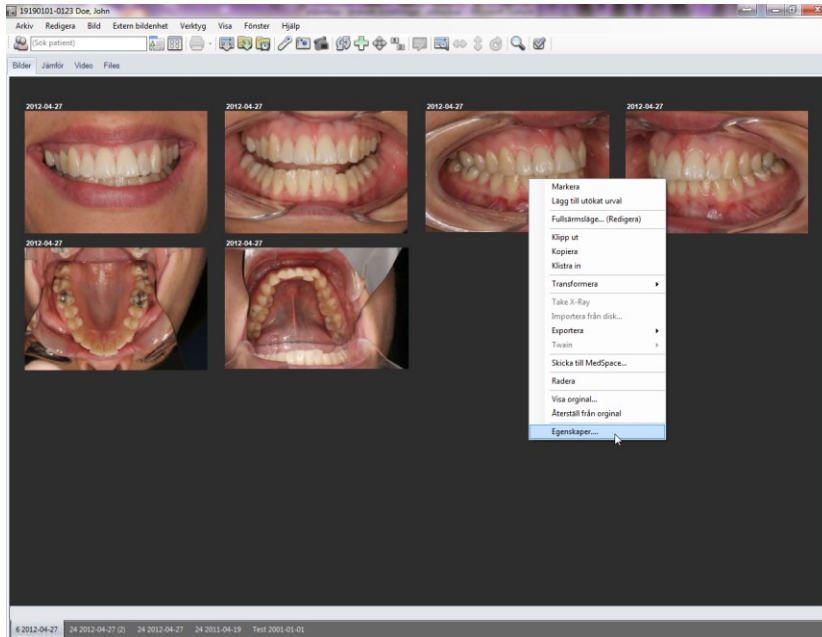 19190101-0123 Doe, John
Arkiv Redigera Bild Extern bildenhet Verktyg Visa Fönster Hjälp
(Sök patient)
Bilder Jämför Video Files
2012-04-27 2012-04-27 2012-04-27 2012-04-27
2012-04-27 2012-04-27
Markera
Lägg till utökat urval
Fullsärmsläge... (Redigera)
Klipp ut
Kopiera
Klistra in
Transformera
Take X-Ray
Importera från disk...
Exportera
Twain
Skicka till MedSpace...
Radera
Visa orginal...
Återställ från orginal
Egenskaper....
6 2012-04-27 24 2012-04-27 (2) 24 2012-04-27 24 2011-04-19 Test 2001-01-01